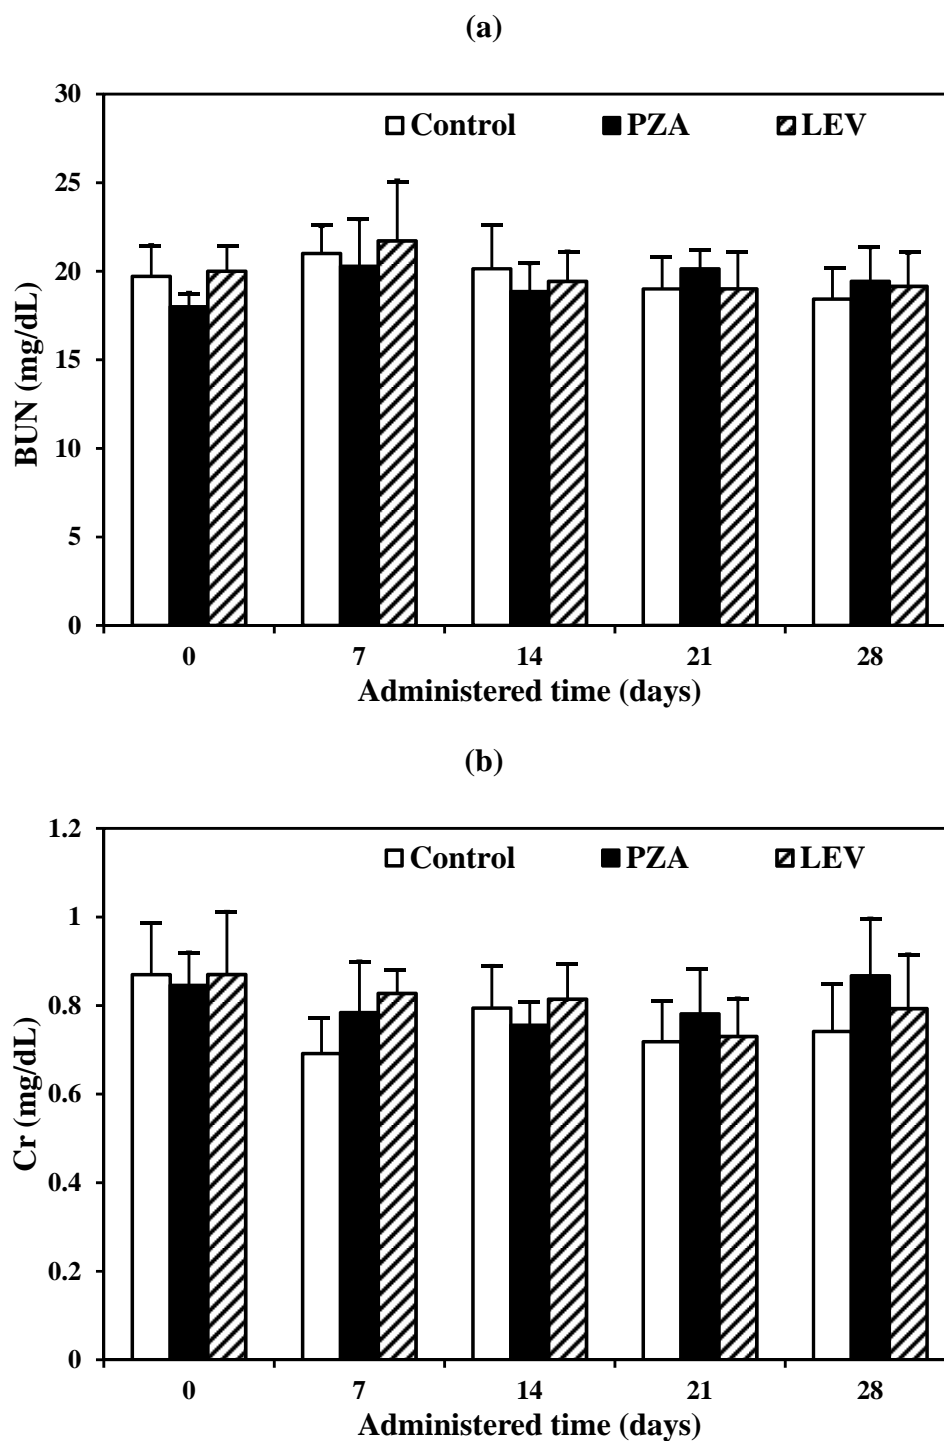 (a)
30
25
20
15
10
5
0
BUN (mg/dL)
Control PZA LEV
0 7 14 21 28
Administered time (days)
(b)
1.2
1
0.8
0.6
0.4
0.2
0
Cr (mg/dL)
Control PZA LEV
0 7 14 21 28
Administered time (days)